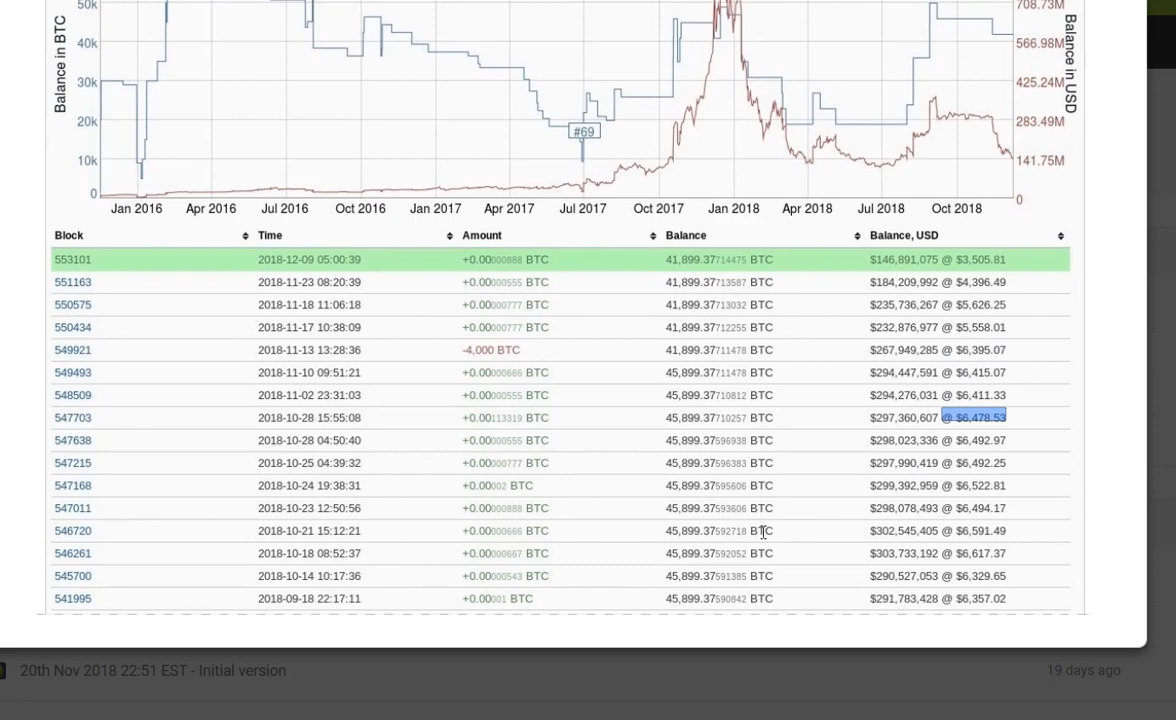 50k
708.73M
40k
566.98M
30k
425.24M
20k
283.49M
10k
141.75M
0
0
Balance in BTC
Balance in USD
#69
Jan 2016 Apr 2016 Jul 2016 Oct 2016 Jan 2017 Apr 2017 Jul 2017 Oct 2017 Jan 2018 Apr 2018 Jul 2018 Oct 2018
Block Time Amount Balance Balance, USD
553101 2018-12-09 05:00:39 +0.00000888 BTC 41,899.37714475 BTC $146,891,075 @ $3,505.81
551163 2018-11-23 08:20:39 +0.00000555 BTC 41,899.37713587 BTC $184,209,992 @ $4,396.49
550575 2018-11-18 11:06:18 +0.00000777 BTC 41,899.37713032 BTC $235,736,267 @ $5,626.25
550434 2018-11-17 10:38:09 +0.00000777 BTC 41,899.37712255 BTC $232,876,977 @ $5,558.01
549921 2018-11-13 13:28:36 -4,000 BTC 41,899.37711478 BTC $267,949,285 @ $6,395.07
549493 2018-11-10 09:51:21 +0.00000666 BTC 45,899.37711478 BTC $294,447,591 @ $6,415.07
548509 2018-11-02 23:31:03 +0.00000555 BTC 45,899.37710812 BTC $294,276,031 @ $6,411.33
547703 2018-10-28 15:55:08 +0.00113319 BTC 45,899.37710257 BTC $297,360,607 @ $6,478.53
547638 2018-10-28 04:50:40 +0.00000555 BTC 45,899.37596938 BTC $298,023,336 @ $6,492.97
547215 2018-10-25 04:39:32 +0.00000777 BTC 45,899.37596383 BTC $297,990,419 @ $6,492.25
547168 2018-10-24 19:38:31 +0.00002 BTC 45,899.37595606 BTC $299,392,959 @ $6,522.81
547011 2018-10-23 12:50:56 +0.00000888 BTC 45,899.37593606 BTC $298,078,493 @ $6,494.17
546720 2018-10-21 15:12:21 +0.00000666 BTC 45,899.37592718 BTC $302,545,405 @ $6,591.49
546261 2018-10-18 08:52:37 +0.00000667 BTC 45,899.37592052 BTC $303,733,192 @ $6,617.37
545700 2018-10-14 10:17:36 +0.00000543 BTC 45,899.37591385 BTC $290,527,053 @ $6,329.65
541995 2018-09-18 22:17:11 +0.00001 BTC 45,899.37590842 BTC $291,783,428 @ $6,357.02
20th Nov 2018 22:51 EST - Initial version 19 days ago